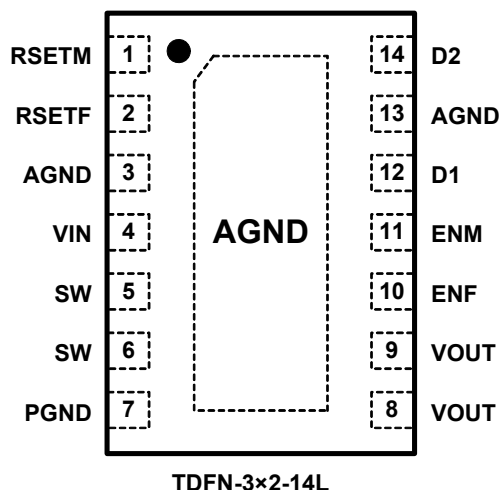 RSETM 1 14 D2
RSETF 2 13 AGND
AGND 3 12 D1
VIN 4 AGND 11 ENM
SW 5 10 ENF
SW 6 9 VOUT
PGND 7 8 VOUT
TDFN-3×2-14L